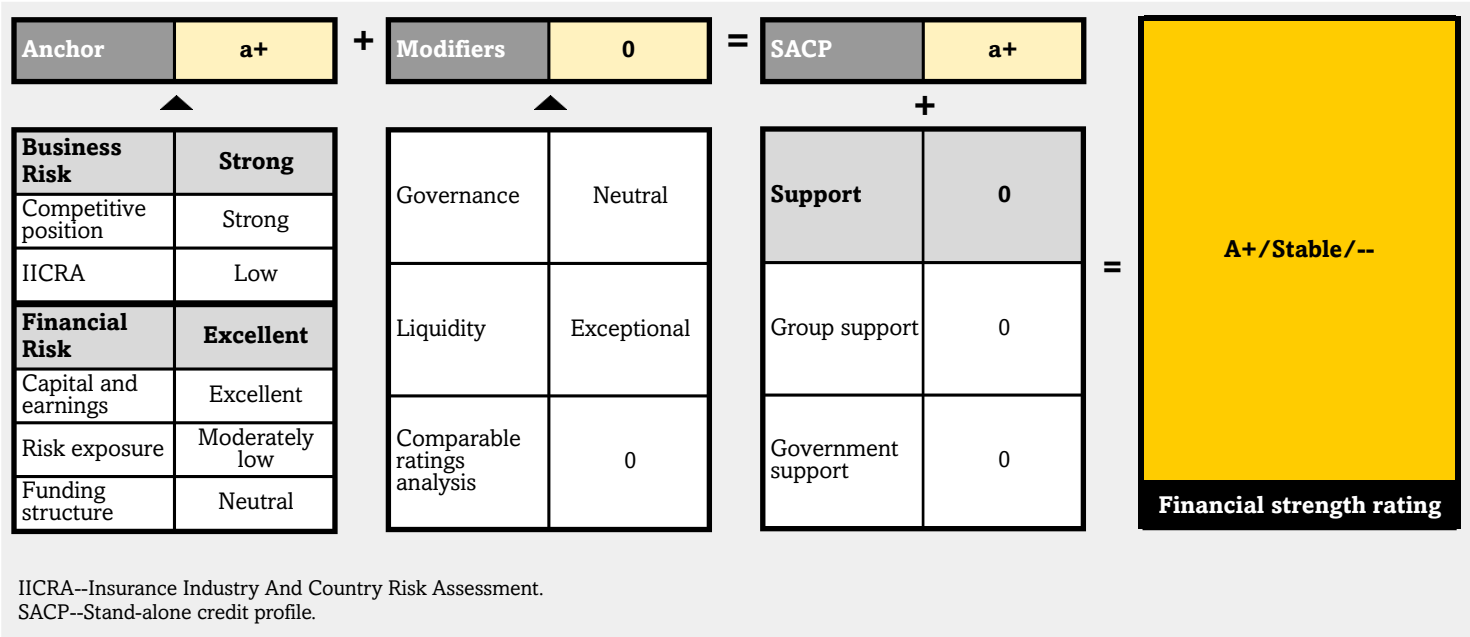 Anchor a+ + Modifiers 0 = SACP a+
+
Business
Risk
Strong
Competitive
position
Strong
IICRA Low
Financial
Risk
Excellent
Capital and
earnings
Excellent
Risk exposure
Moderately
low
Funding
structure
Neutral
Governance Neutral
Liquidity Exceptional
Comparable
ratings
analysis
0
Support 0
Group support 0
Government
support
0
=
A+/Stable/--
Financial strength rating
IICRA--Insurance Industry And Country Risk Assessment.
SACP--Stand-alone credit profile.